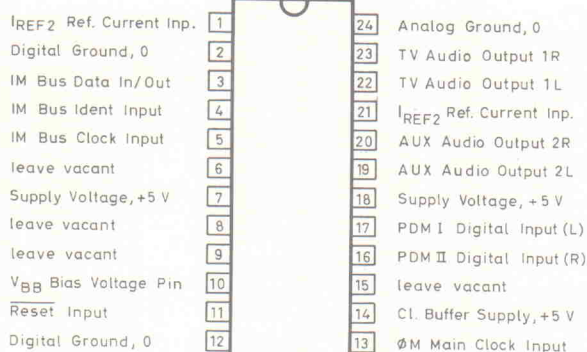 I_REF2 Ref. Current Inp. 1
Digital Ground, 0 2
IM Bus Data In/Out 3
IM Bus Ident Input 4
IM Bus Clock Input 5
leave vacant 6
Supply Voltage, +5 V 7
leave vacant 8
leave vacant 9
V_BB Bias Voltage Pin 10
Reset Input 11
Digital Ground, 0 12
24 Analog Ground, 0
23 TV Audio Output 1R
22 TV Audio Output 1L
21 I_REF2 Ref. Current Inp.
20 AUX Audio Output 2R
19 AUX Audio Output 2L
18 Supply Voltage, +5 V
17 PDM I Digital Input (L)
16 PDM II Digital Input (R)
15 leave vacant
14 Cl. Buffer Supply, +5 V
13 ØM Main Clock Input